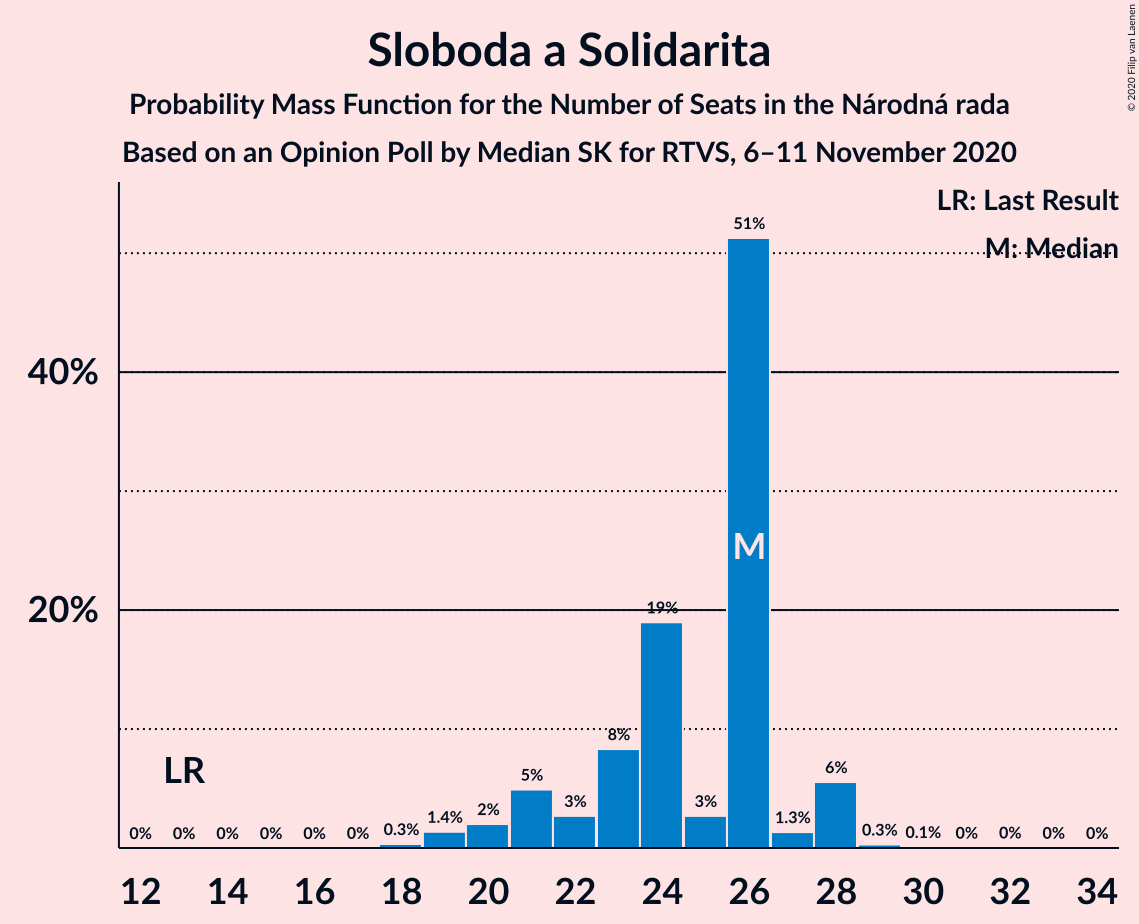 Sloboda a Solidarita
Probability Mass Function for the Number of Seats in the Národná rada
Based on an Opinion Poll by Median SK for RTVS, 6–11 November 2020
© 2020 Filip van Laenen
LR: Last Result
M: Median
51%
40%
M
20%
19%
8%
LR
5%
6%
3%
3%
2%
1.4%
1.3%
0% 0% 0% 0% 0% 0% 0.3% 0.3% 0.1% 0% 0% 0% 0%
12 14 16 18 20 22 24 26 28 30 32 34